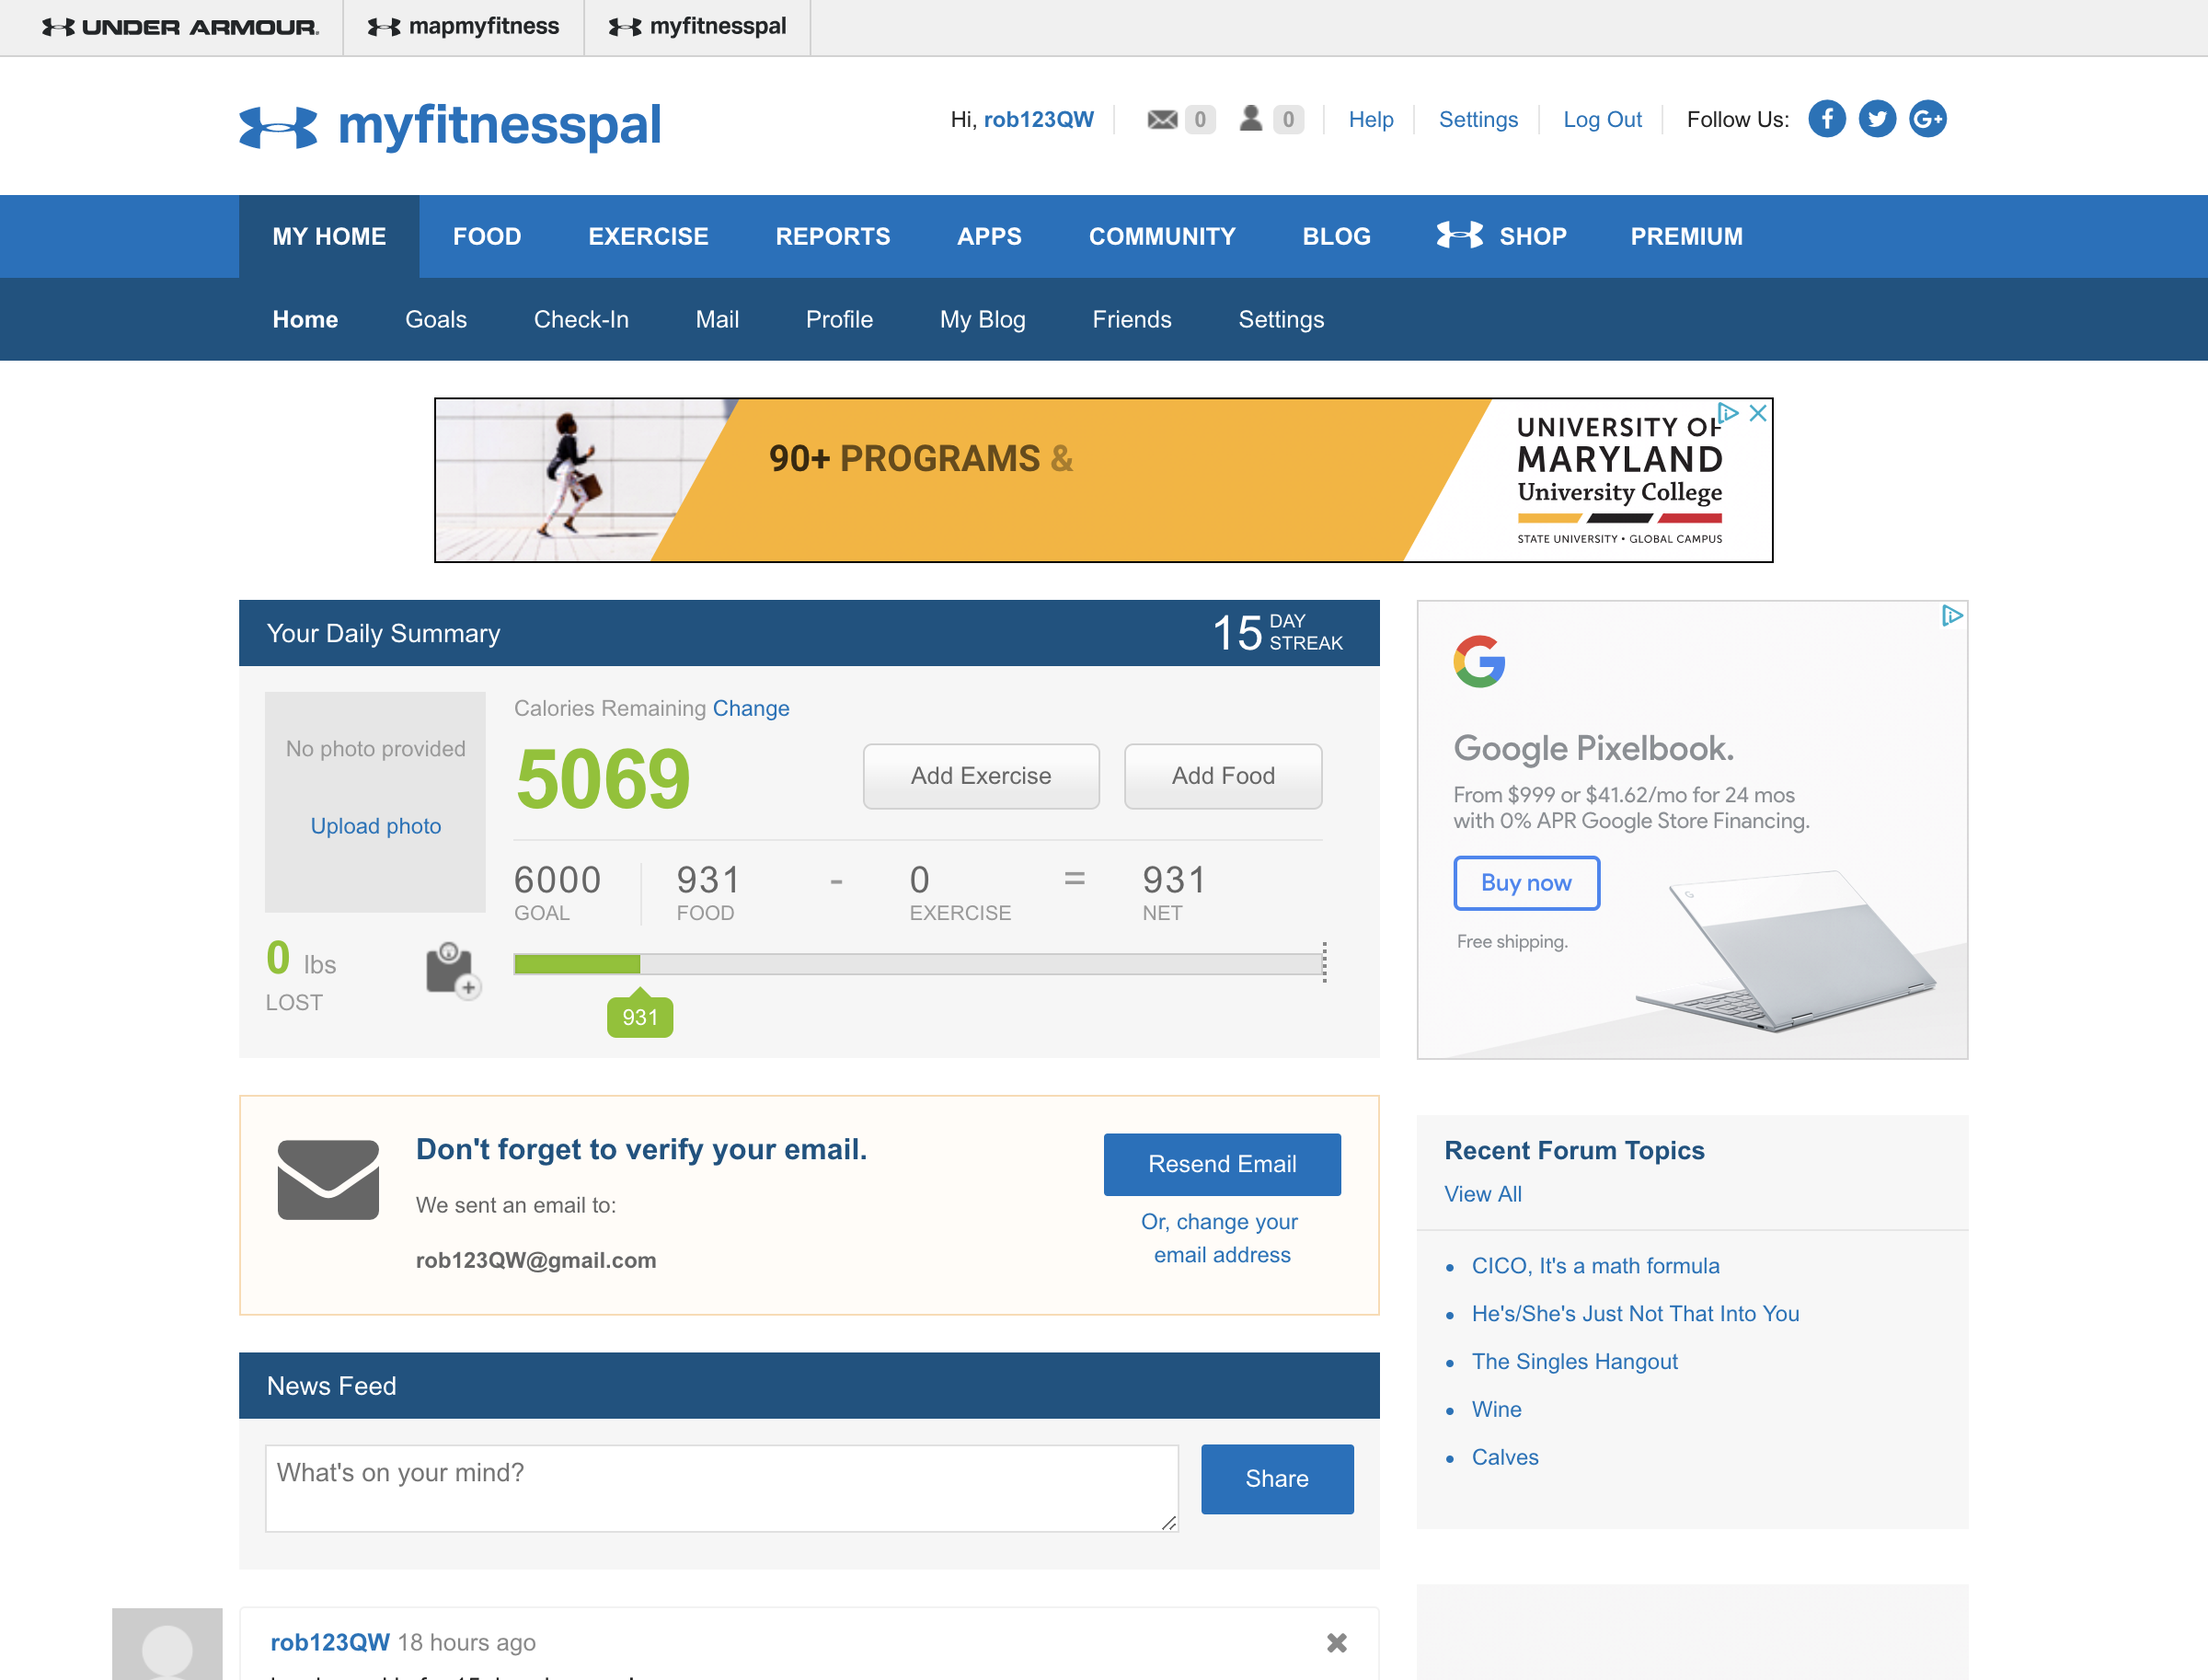 UNDER ARMOUR.
mapmyfitness
myfitnesspal
myfitnesspal
Hi, rob123QW
0
0
Help
Settings
Log Out
Follow Us:
MY HOME
FOOD
EXERCISE
REPORTS
APPS
COMMUNITY
BLOG
SHOP
PREMIUM
Home
Goals
Check-In
Mail
Profile
My Blog
Friends
Settings
90+ PROGRAMS &
UNIVERSITY OF
MARYLAND
University College
STATE UNIVERSITY • GLOBAL CAMPUS
Your Daily Summary
15 DAY STREAK
No photo provided
Upload photo
Calories Remaining Change
5069
Add Exercise
Add Food
6000
GOAL
931
FOOD
-
0
EXERCISE
=
931
NET
0 lbs
LOST
931
Google Pixelbook.
From $999 or $41.62/mo for 24 mos
with 0% APR Google Store Financing.
Buy now
Free shipping.
Don't forget to verify your email.
We sent an email to:
rob123QW@gmail.com
Resend Email
Or, change your
email address
Recent Forum Topics
View All
CICO, It's a math formula
He's/She's Just Not That Into You
The Singles Hangout
Wine
Calves
News Feed
What's on your mind?
Share
rob123QW 18 hours ago